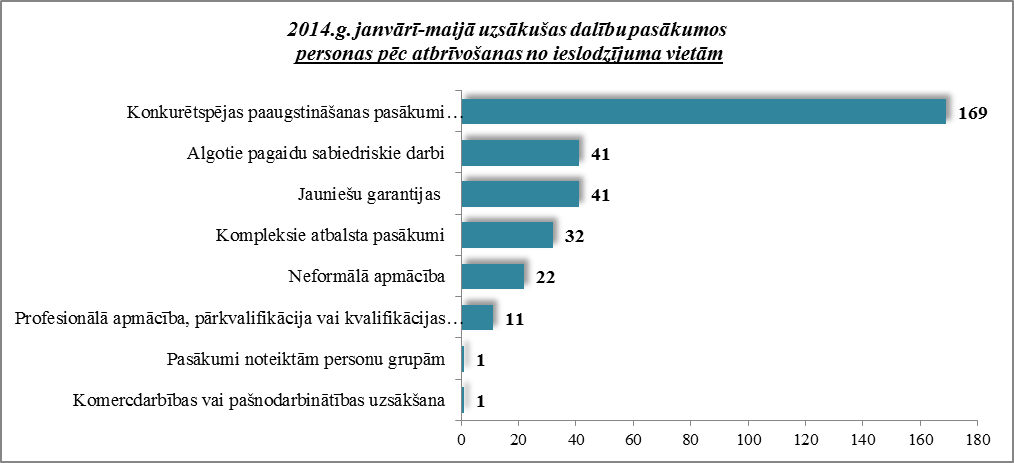 2014.g. janvārī-maijā uzsākušas dalību pasākumos
personas pēc atbrīvošanas no ieslodzījuma vietām
Konkurētspējas paaugstināšanas pasākumi… 169
Algotie pagaidu sabiedriskie darbi 41
Jauniešu garantijas 41
Kompleksie atbalsta pasākumi 32
Neformālā apmācība 22
Profesionālā apmācība, pārkvalifikācija vai kvalifikācijas… 11
Pasākumi noteiktām personu grupām 1
Komercdarbības vai pašnodarbinātības uzsākšana 1
0 20 40 60 80 100 120 140 160 180